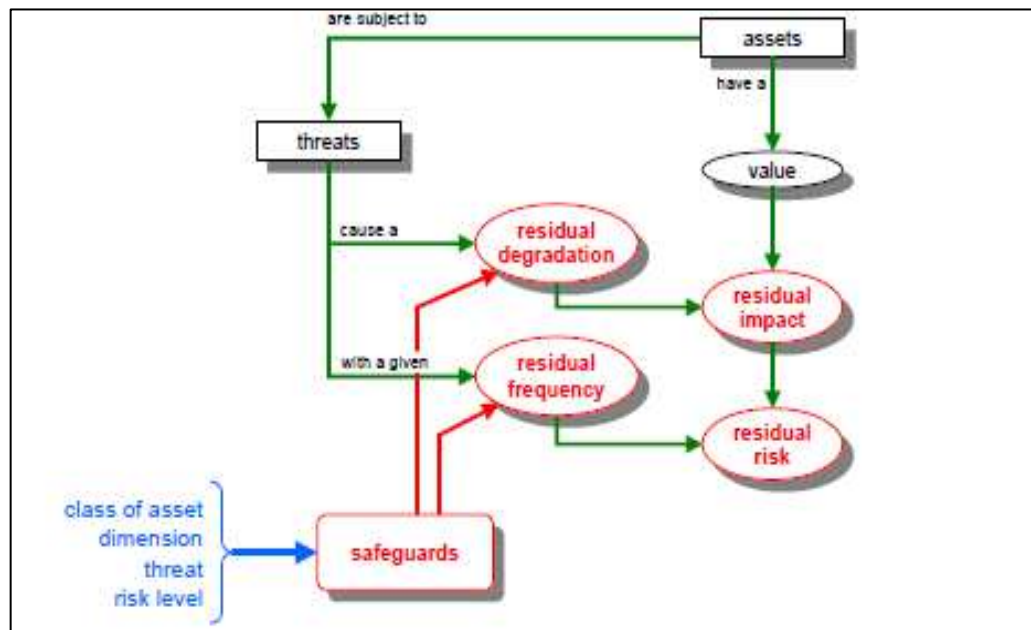 are subject to
assets
have a
threats
value
cause a
residual
degradation
residual
impact
with a given
residual
frequency
residual
risk
class of asset
dimension
threat
risk level
safeguards